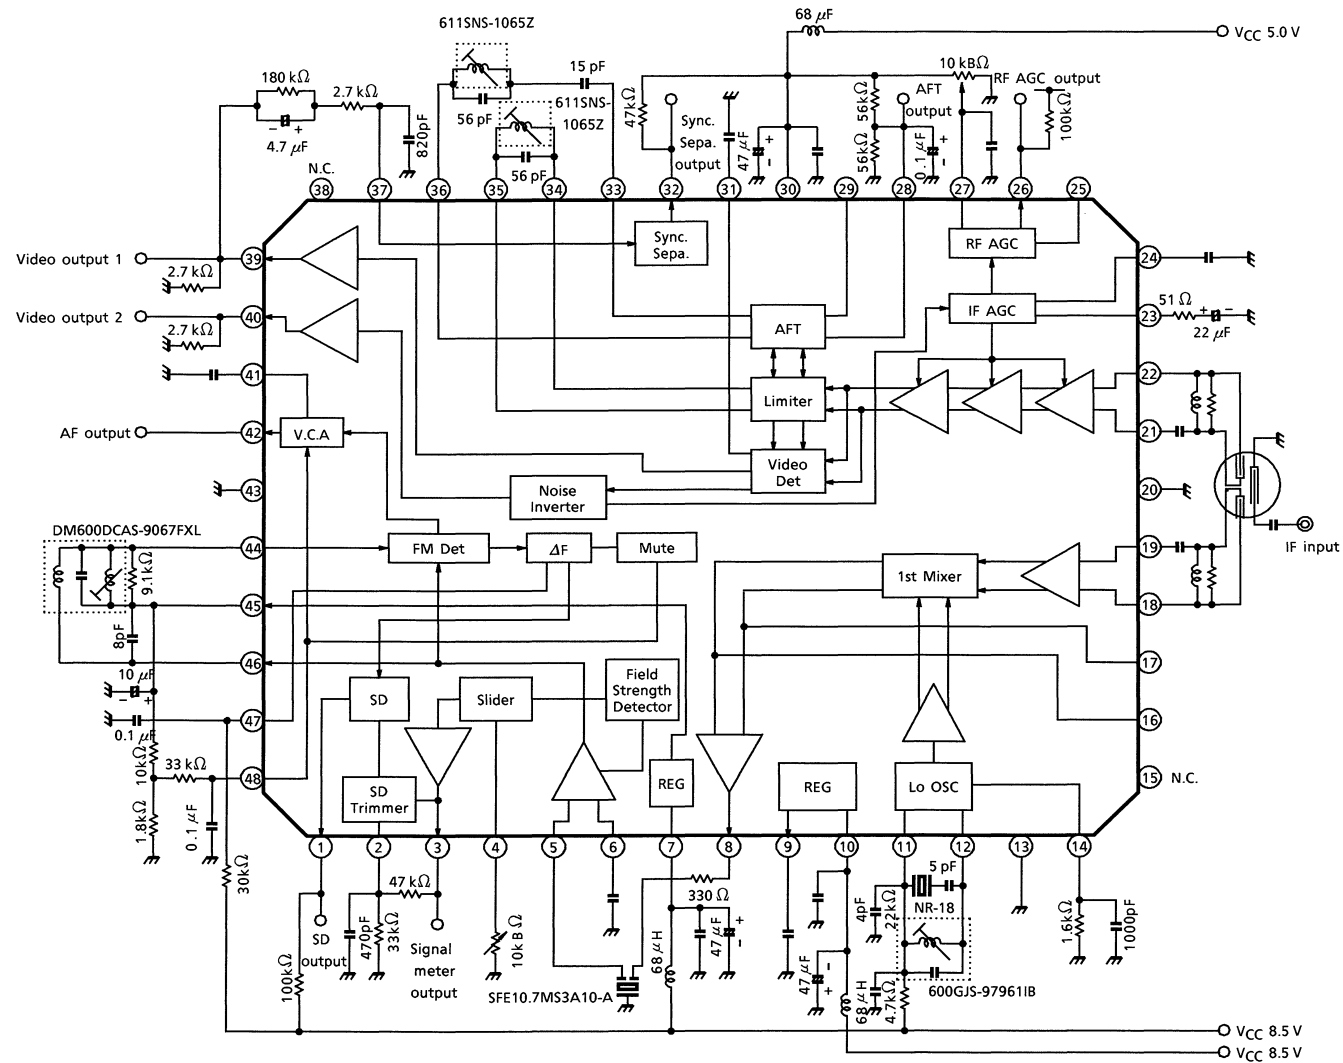 611SNS-1065Z
68 μF
VCC 5.0 V
180 kΩ
2.7 kΩ
− +
4.7 μF
820pF
15 pF
56 pF
611SNS-
1065Z
56 pF
47kΩ
Sync.
Sepa.
output
47 μF
+
−
56kΩ
56kΩ
AFT
output
0.1 μF
+
−
10 kBΩ
RF AGC output
100kΩ
N.C.
38
37
36
35
34
33
32
31
30
29
28
27
26
25
Video output 1
39
2.7 kΩ
Sync.
Sepa.
RF AGC
24
Video output 2
40
2.7 kΩ
AFT
IF AGC
23
51 Ω
+ −
22 μF
41
Limiter
22
AF output
42
V.C.A
21
Video
Det
43
Noise
Inverter
20
IF input
DM600DCAS-9067FXL
44
FM Det
ΔF
Mute
1st Mixer
19
9.1kΩ
45
18
8pF
46
17
10 μF
− +
SD
Slider
Field
Strength
Detector
47
16
0.1 μF
10kΩ
33 kΩ
48
SD
Trimmer
REG
REG
Lo OSC
15
N.C.
1.8kΩ
0.1 μF
30kΩ
1
2
3
4
5
6
7
8
9
10
11
12
13
14
47 kΩ
330 Ω
5 pF
NR-18
4pF
22kΩ
SD
output
470pF
33kΩ
Signal
meter
output
10kBΩ
68μH
47 μF
+
−
1.6kΩ
1000pF
100kΩ
SFE10.7MS3A10-A
47μF
−
+
68μH
4.7kΩ
600GJS-97961IB
VCC 8.5 V
VCC 8.5 V